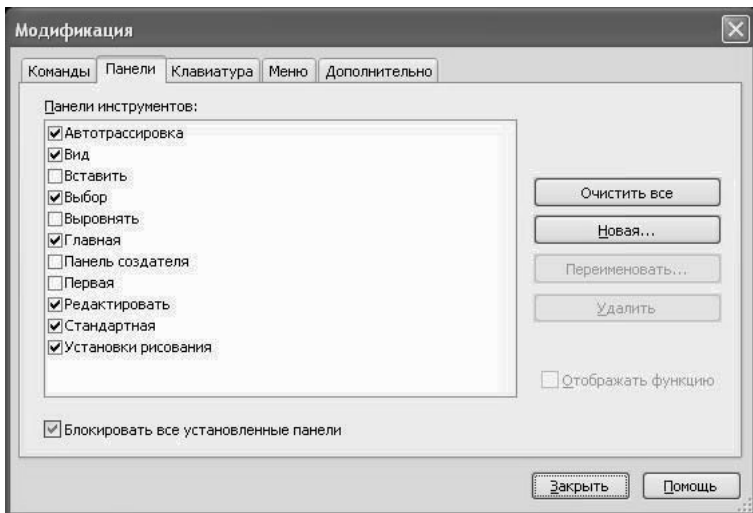 Модификация
Команды Панели Клавиатура Меню Дополнительно
Панели инструментов:
Автотрассировка
Вид
Вставить
Выбор
Выровнять
Главная
Панель создателя
Первая
Редактировать
Стандартная
Установки рисования
Очистить все
Новая...
Переименовать...
Удалить
Отображать функцию
Блокировать все установленные панели
Закрыть Помощь